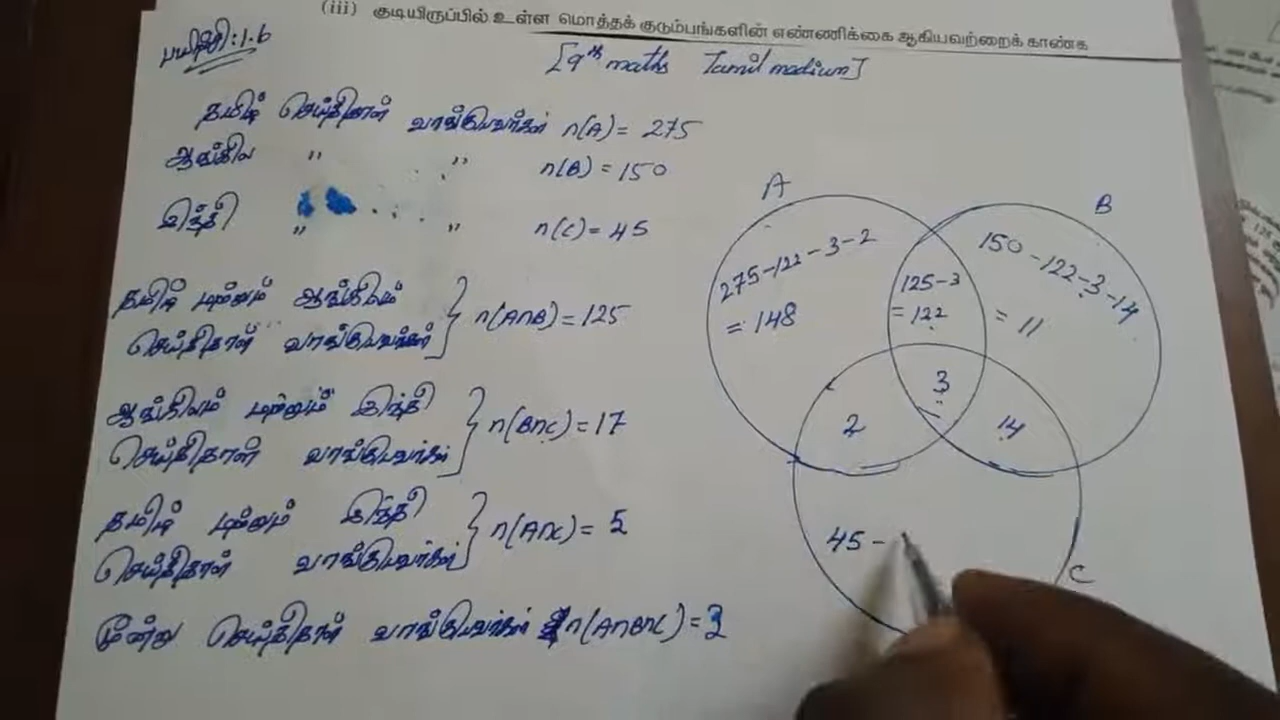 (iii) குடியிருப்பில் உள்ள மொத்தக் குடும்பங்களின் எண்ணிக்கை ஆகியவற்றைக் காண்க
பயிற்சி: 1.6
[9th maths Tamil medium]
தமிழ் செய்தித்தாள் வாங்குபவர்கள் n(A) = 275
ஆங்கில " " n(B) = 150
இந்தி " " n(C) = 45
தமிழ் மற்றும் ஆங்கிலம்
செய்தித்தாள் வாங்குபவர்கள் } n(A∩B) = 125
ஆங்கிலம் மற்றும் இந்தி
செய்தித்தாள் வாங்குபவர்கள் } n(B∩C) = 17
தமிழ் மற்றும் இந்தி
செய்தித்தாள் வாங்குபவர்கள் } n(A∩C) = 5
மூன்று செய்தித்தாள் வாங்குபவர்கள் n(A∩B∩C) = 3
A
B
275-122-3-2
= 148
125-3
= 122
150-122-3-14
= 11
3
2
14
45 -
C